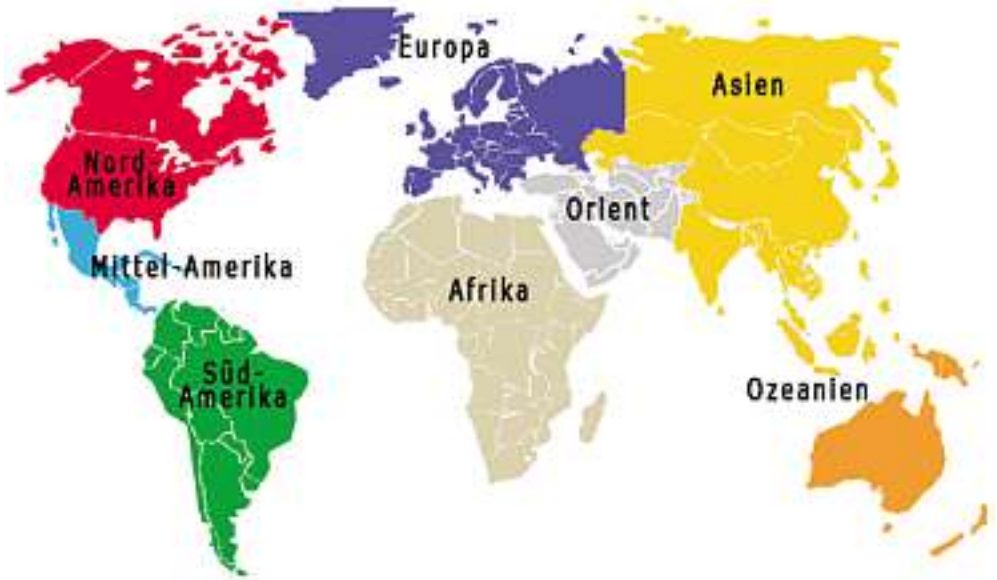 Europa
Asien
Nord
Amerika
Orient
Mittel-Amerika
Afrika
Süd-
Amerika
Ozeanien